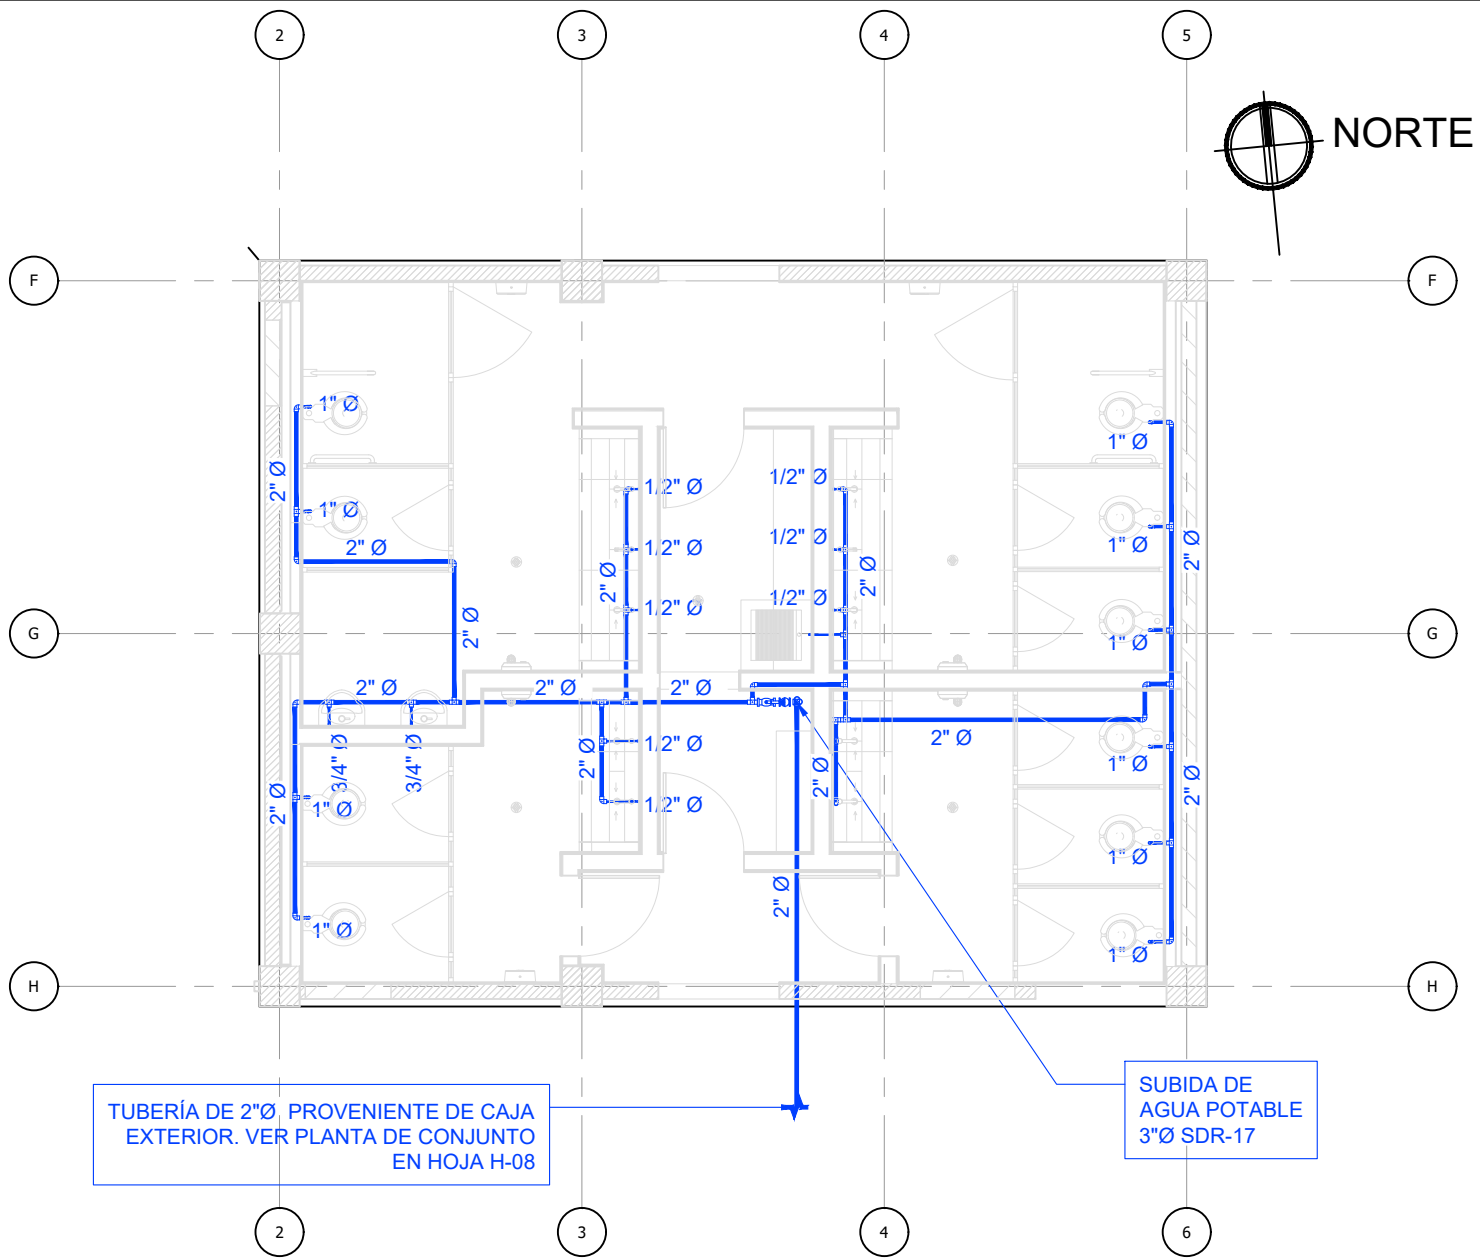 2
3
4
5
NORTE
F
F
1" Ø
1" Ø
2" Ø
1/2" Ø
1/2" Ø
1" Ø
1/2" Ø
1/2" Ø
1" Ø
2" Ø
2" Ø
2" Ø
2" Ø
2" Ø
1/2" Ø
1/2" Ø
G
2" Ø
1" Ø
G
2" Ø
2" Ø
2" Ø
2" Ø
3/4" Ø
3/4" Ø
2" Ø
1/2" Ø
1" Ø
2" Ø
2" Ø
2" Ø
1" Ø
1/2" Ø
1" Ø
2" Ø
1" Ø
1" Ø
H
H
TUBERÍA DE 2"Ø PROVENIENTE DE CAJA
EXTERIOR. VER PLANTA DE CONJUNTO
EN HOJA H-08
SUBIDA DE
AGUA POTABLE
3"Ø SDR-17
2
3
4
6